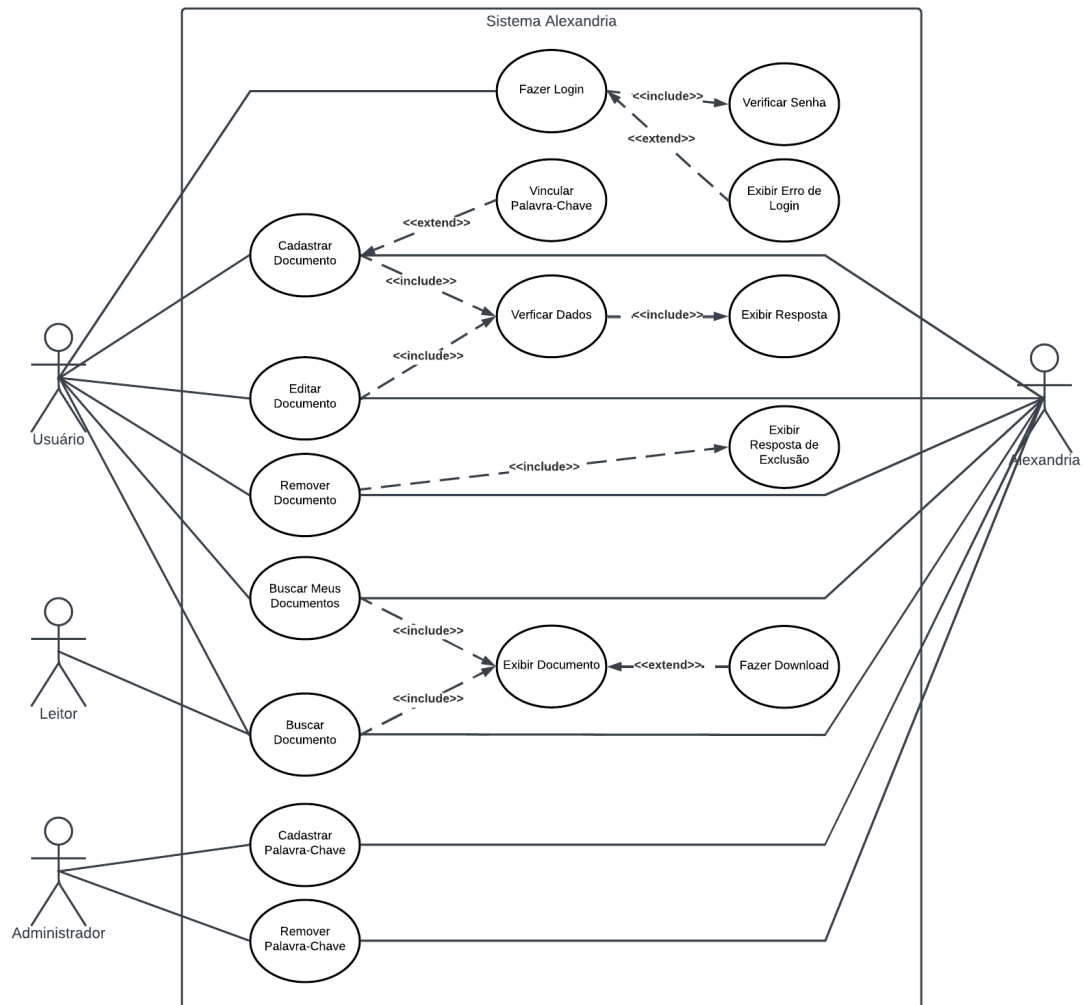 Sistema Alexandria
Fazer Login
<<include>>
Verificar Senha
<<extend>>
Vincular
Palavra-Chave
Exibir Erro de
Login
<<extend>>
Cadastrar
Documento
<<include>>
Verficar Dados
<<include>>
Exibir Resposta
<<include>>
Editar
Documento
Usuário
Exibir
Resposta de
Exclusão
Alexandria
<<include>>
Remover
Documento
Buscar Meus
Documentos
<<include>>
Exibir Documento
<<extend>>
Fazer Download
<<include>>
Leitor
Buscar
Documento
Cadastrar
Palavra-Chave
Administrador
Remover
Palavra-Chave